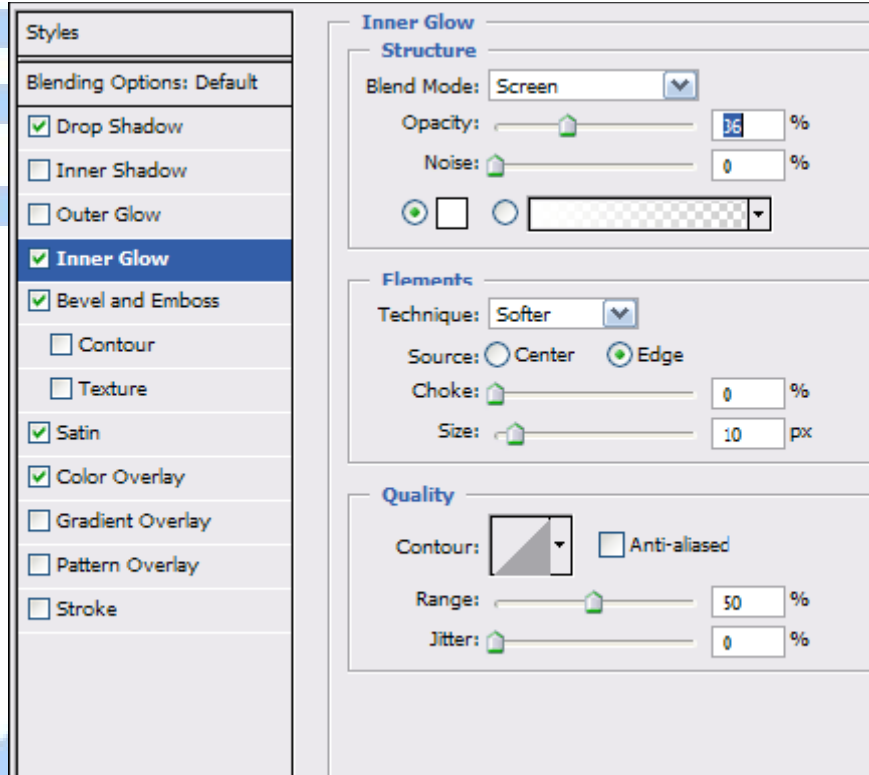 Styles
Blending Options: Default
Drop Shadow
Inner Shadow
Outer Glow
Inner Glow
Bevel and Emboss
Contour
Texture
Satin
Color Overlay
Gradient Overlay
Pattern Overlay
Stroke
Inner Glow
Structure
Blend Mode: Screen
Opacity: 36 %
Noise: 0 %
Elements
Technique: Softer
Source: Center Edge
Choke: 0 %
Size: 10 px
Quality
Contour: Anti-aliased
Range: 50 %
Jitter: 0 %